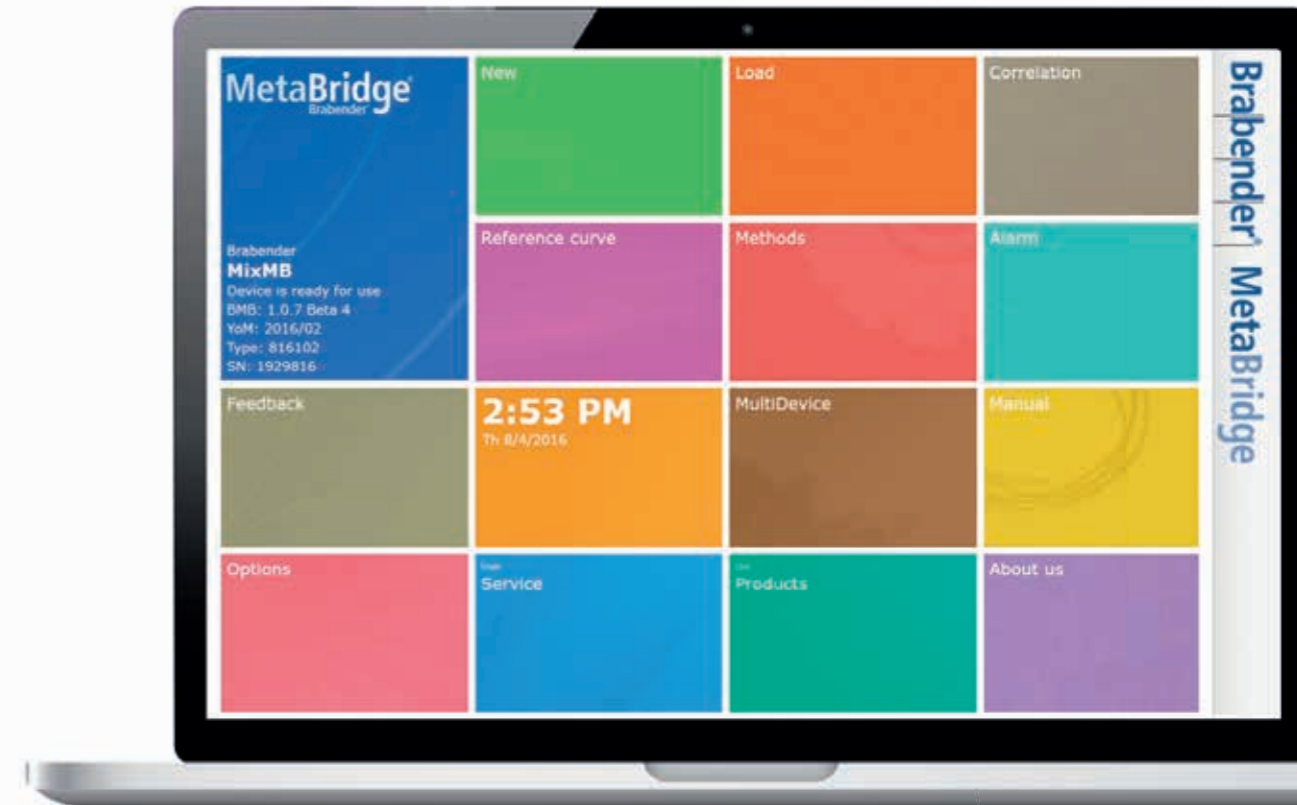 MetaBridge®
Brabender
Brabender
MixMB
Device is ready for use
BMB: 1.0.7 Beta 4
YoM: 2016/02
Type: 816102
SN: 1929816
New
Load
Correlation
Reference curve
Methods
Alarm
Feedback
2:53 PM
Th 8/4/2016
MultiDevice
Manual
Options
Service
Products
About us
Brabender® MetaBridge